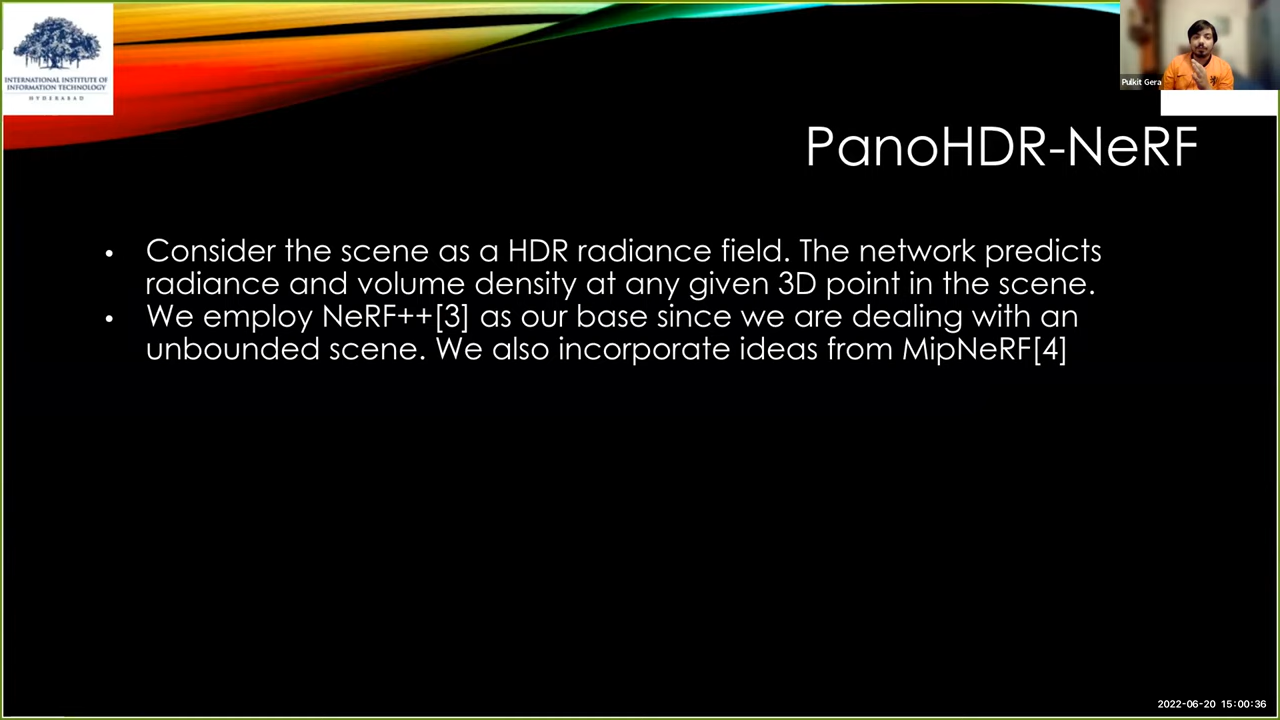 INTERNATIONAL INSTITUTE OF
INFORMATION TECHNOLOGY
HYDERABAD
Pulkit Gera
PanoHDR-NeRF
• Consider the scene as a HDR radiance field. The network predicts
radiance and volume density at any given 3D point in the scene.
• We employ NeRF++[3] as our base since we are dealing with an
unbounded scene. We also incorporate ideas from MipNeRF[4]
2022-06-20 15:00:36